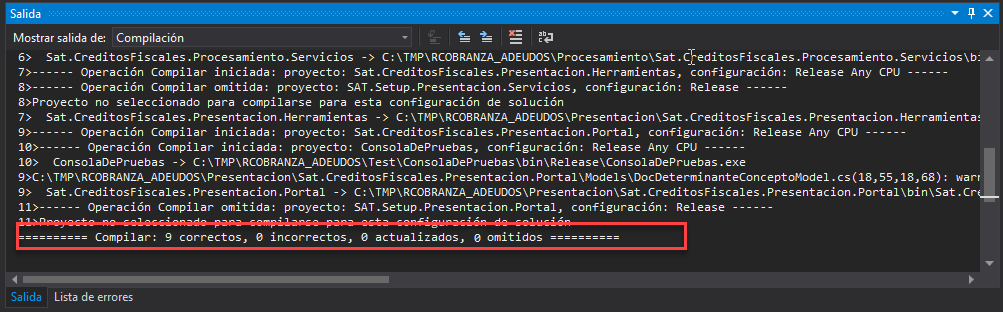 Salida
Mostrar salida de: Compilación
6>  Sat.CreditosFiscales.Procesamiento.Servicios -> C:\TMP\RCOBRANZA_ADEUDOS\Procesamiento\Sat.CreditosFiscales.Procesamiento.Servicios\bi
7>------ Operación Compilar iniciada: proyecto: Sat.CreditosFiscales.Presentacion.Herramientas, configuración: Release Any CPU ------
8>------ Operación Compilar omitida: proyecto: SAT.Setup.Presentacion.Servicios, configuración: Release ------
8>Proyecto no seleccionado para compilarse para esta configuración de solución
7>  Sat.CreditosFiscales.Presentacion.Herramientas -> C:\TMP\RCOBRANZA_ADEUDOS\Presentacion\Sat.CreditosFiscales.Presentacion.Herramientas
9>------ Operación Compilar iniciada: proyecto: Sat.CreditosFiscales.Presentacion.Portal, configuración: Release Any CPU ------
10>------ Operación Compilar iniciada: proyecto: ConsolaDePruebas, configuración: Release Any CPU ------
10>  ConsolaDePruebas -> C:\TMP\RCOBRANZA_ADEUDOS\Test\ConsolaDePruebas\bin\Release\ConsolaDePruebas.exe
9>C:\TMP\RCOBRANZA_ADEUDOS\Presentacion\Sat.CreditosFiscales.Presentacion.Portal\Models\DocDeterminanteConceptoModel.cs(18,55,18,68): warn
9>  Sat.CreditosFiscales.Presentacion.Portal -> C:\TMP\RCOBRANZA_ADEUDOS\Presentacion\Sat.CreditosFiscales.Presentacion.Portal\bin\Sat.Cre
11>------ Operación Compilar omitida: proyecto: SAT.Setup.Presentacion.Portal, configuración: Release ------
11>Proyecto no seleccionado para compilarse para esta configuración de solución
========== Compilar: 9 correctos, 0 incorrectos, 0 actualizados, 0 omitidos ==========
Salida Lista de errores